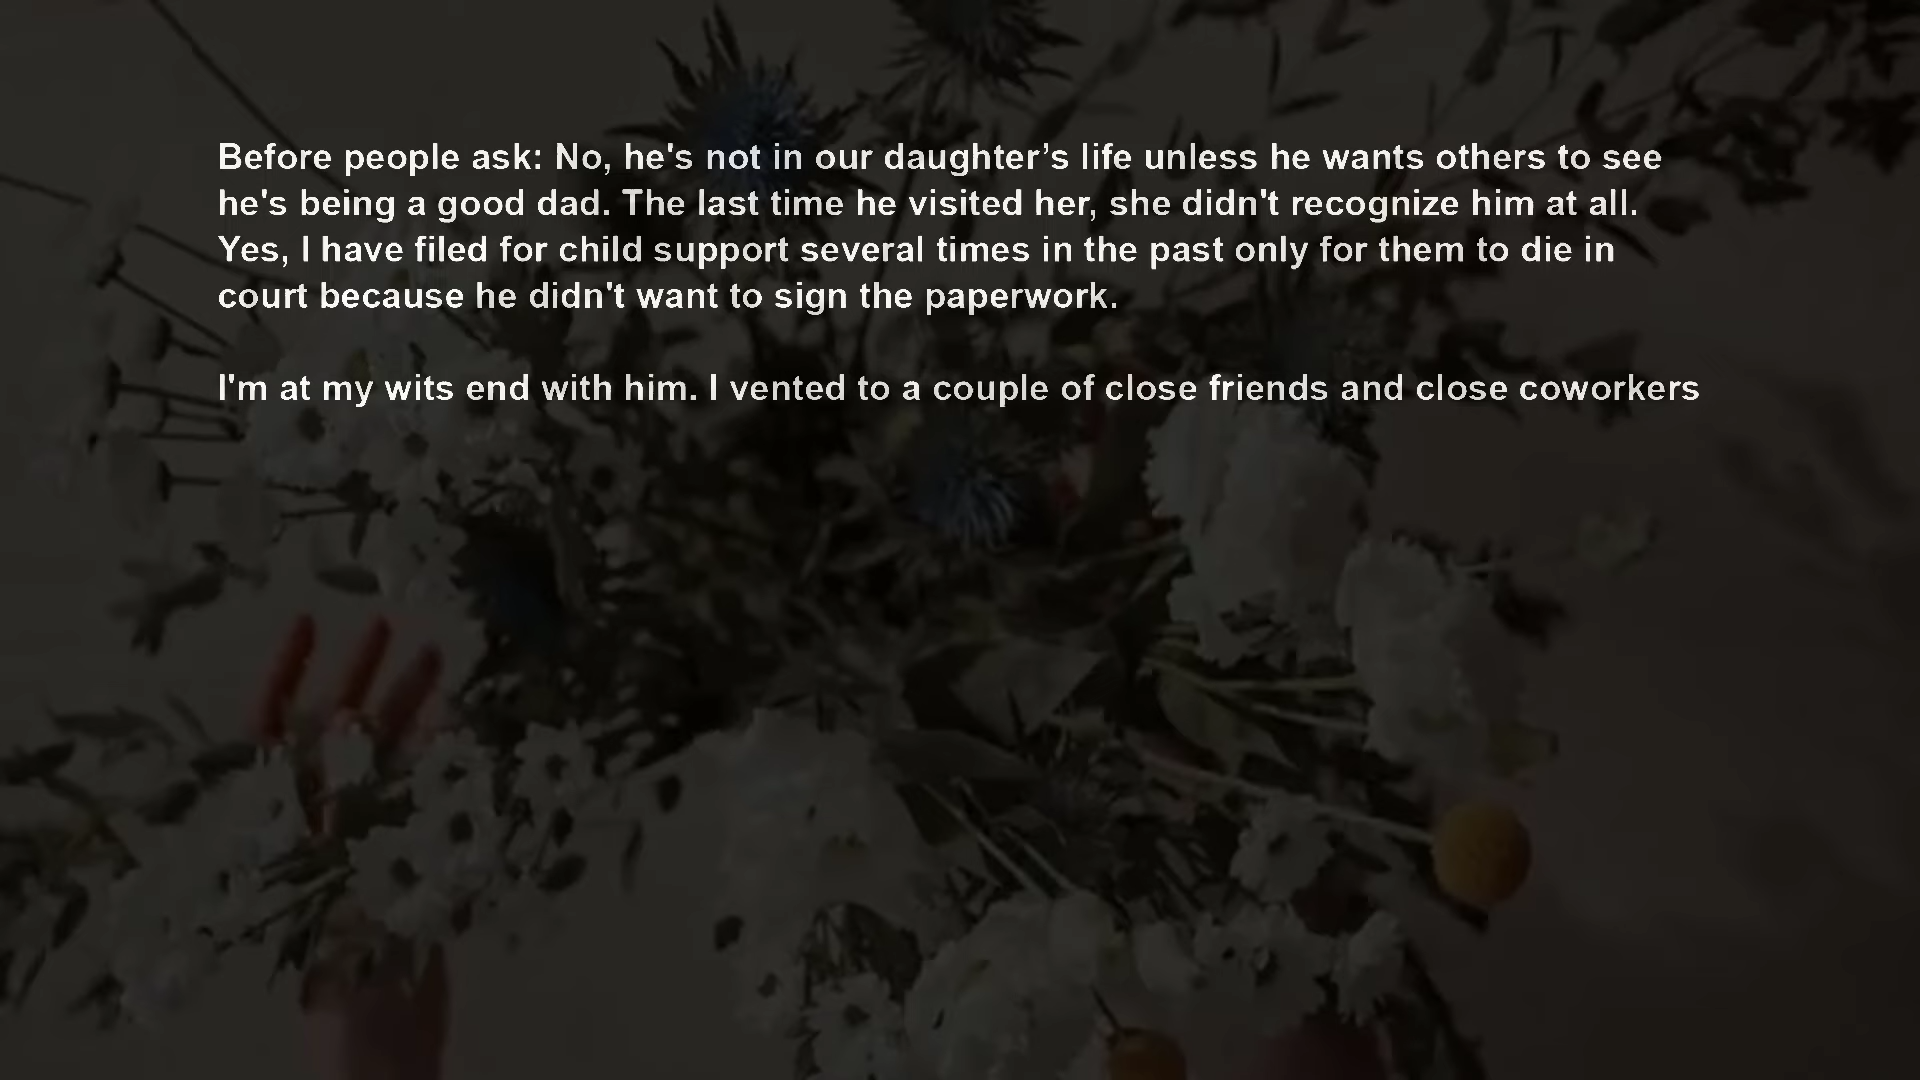 Before people ask: No, he's not in our daughter’s life unless he wants others to see
he's being a good dad. The last time he visited her, she didn't recognize him at all.
Yes, I have filed for child support several times in the past only for them to die in
court because he didn't want to sign the paperwork.
I'm at my wits end with him. I vented to a couple of close friends and close coworkers